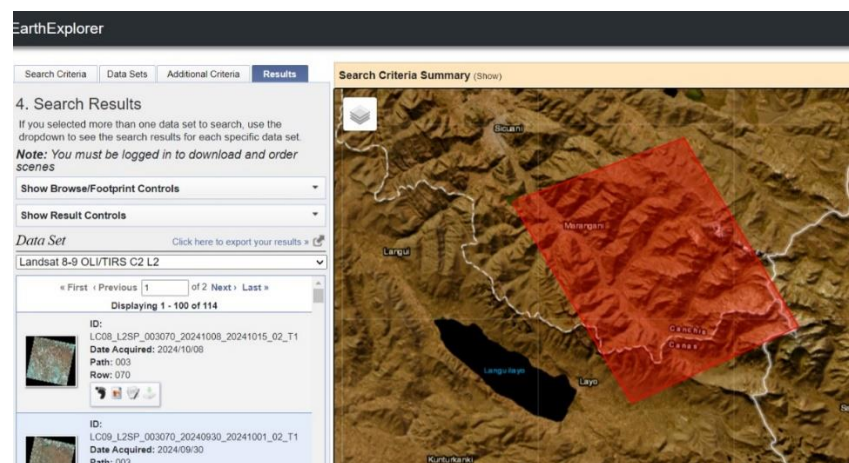 EarthExplorer
Search Criteria
Data Sets
Additional Criteria
Results
4. Search Results
If you selected more than one data set to search, use the
dropdown to see the search results for each specific data set.
Note: You must be logged in to download and order
scenes
Show Browse/Footprint Controls
Show Result Controls
Data Set
Click here to export your results »
Landsat 8-9 OLI/TIRS C2 L2
« First ‹ Previous 1 of 2 Next › Last »
Displaying 1 - 100 of 114
ID:
LC08_L2SP_003070_20241008_20241015_02_T1
Date Acquired: 2024/10/08
Path: 003
Row: 070
ID:
LC09_L2SP_003070_20240930_20241001_02_T1
Date Acquired: 2024/09/30
Path: 003
Search Criteria Summary (Show)
Sicuani
Marangani
Langui
Canchis
Canas
Languilayo
Layo
Kunturkanki